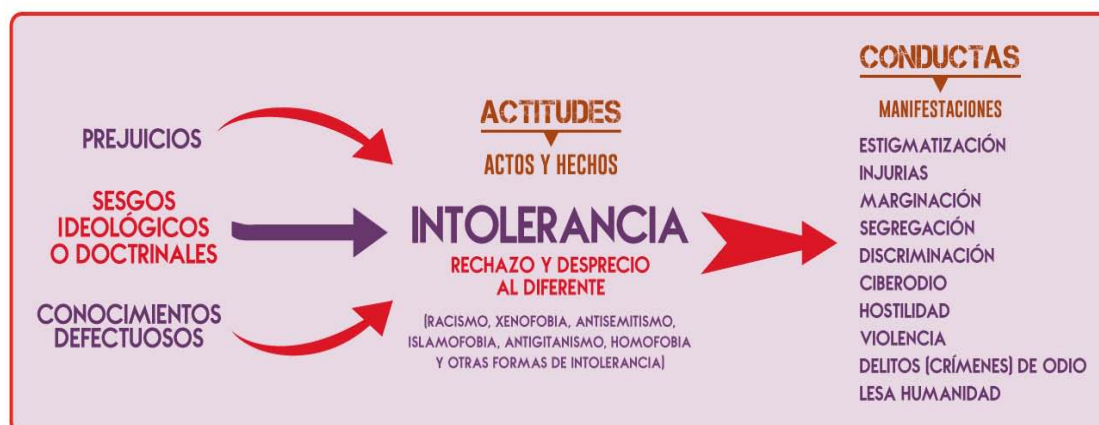 PREJUICIOS
SESGOS
IDEOLÓGICOS
O DOCTRINALES
CONOCIMIENTOS
DEFECTUOSOS
ACTITUDES
ACTOS Y HECHOS
INTOLERANCIA
RECHAZO Y DESPRECIO
AL DIFERENTE
(RACISMO, XENOFOBIA, ANTISEMITISMO,
ISLAMOFOBIA, ANTIGITANISMO, HOMOFOBIA
Y OTRAS FORMAS DE INTOLERANCIA)
CONDUCTAS
MANIFESTACIONES
ESTIGMATIZACIÓN
INJURIAS
MARGINACIÓN
SEGREGACIÓN
DISCRIMINACIÓN
CIBERODIO
HOSTILIDAD
VIOLENCIA
DELITOS (CRÍMENES) DE ODIO
LESA HUMANIDAD